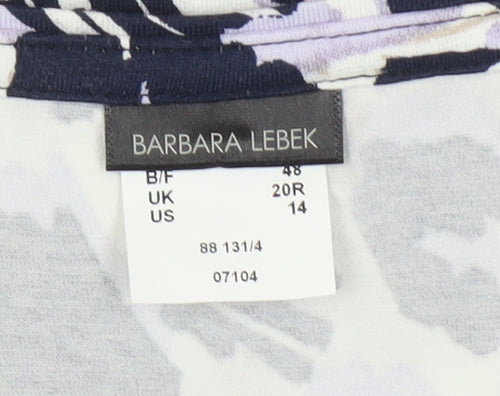 BARBARA LEBEK
B/F 48
UK 20R
US 14
88 131/4
07104